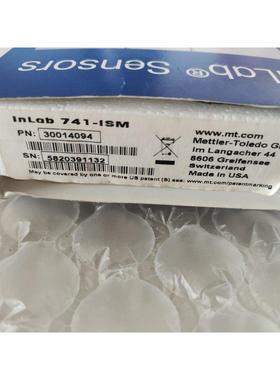 nLab® Sensors
InLab 741-ISM
PN: 30014094
SN: 5820391132
May be covered by one or more patent(s) see
www.mt.com
Mettler-Toledo G
Im Langacher 44
8606 Greifensee
Switzerland
Made in USA
www.mt.com/patentmarking